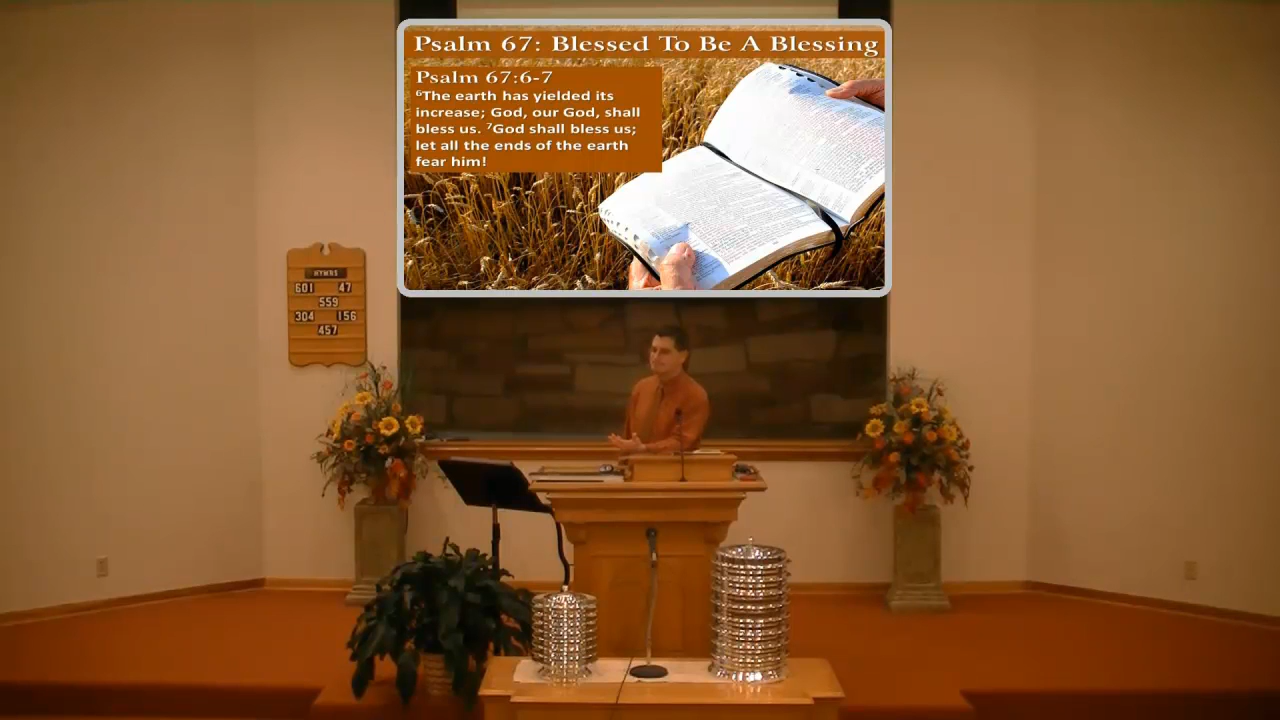 Psalm 67: Blessed To Be A Blessing
Psalm 67:6-7
⁶The earth has yielded its
increase; God, our God, shall
bless us. ⁷God shall bless us;
let all the ends of the earth
fear him!
HYMNS
601 47
559
304 156
457